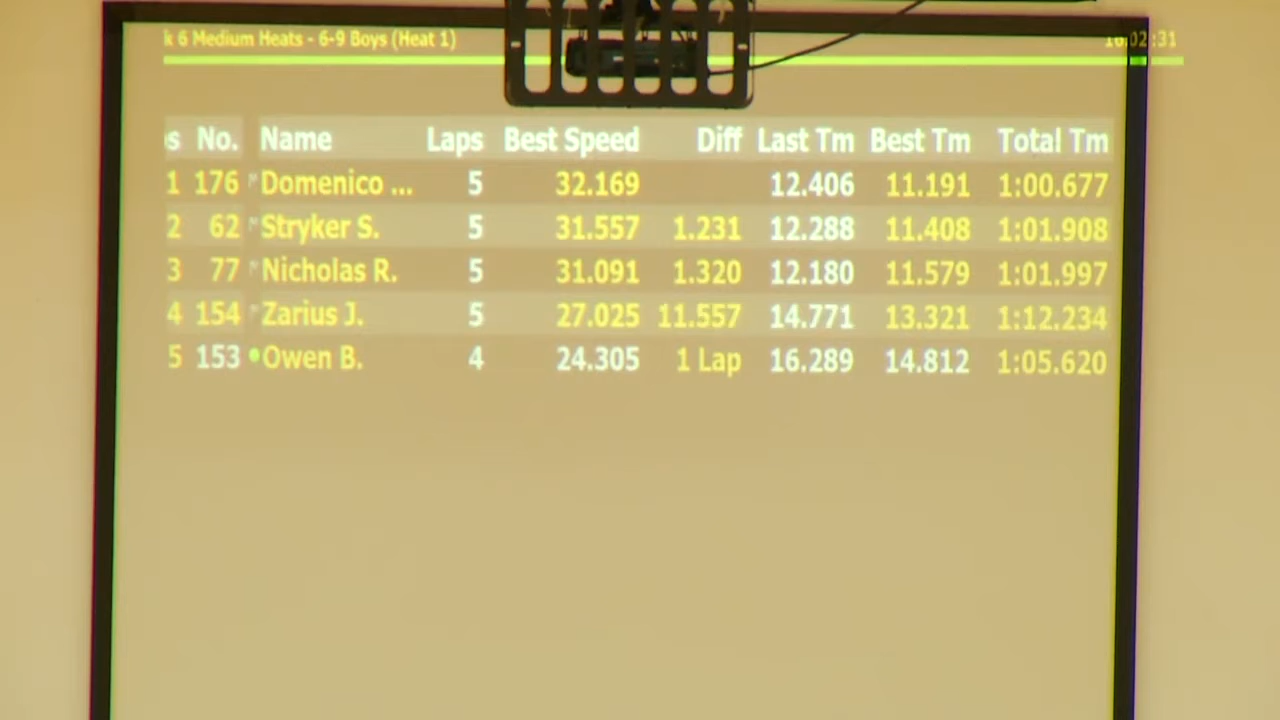 k 6 Medium Heats - 6-9 Boys (Heat 1) 16:02:31
s No. Name Laps Best Speed Diff Last Tm Best Tm Total Tm
1 176 Domenico ... 5 32.169 12.406 11.191 1:00.677
2 62 Stryker S. 5 31.557 1.231 12.288 11.408 1:01.908
3 77 Nicholas R. 5 31.091 1.320 12.180 11.579 1:01.997
4 154 Zarius J. 5 27.025 11.557 14.771 13.321 1:12.234
5 153 Owen B. 4 24.305 1 Lap 16.289 14.812 1:05.620